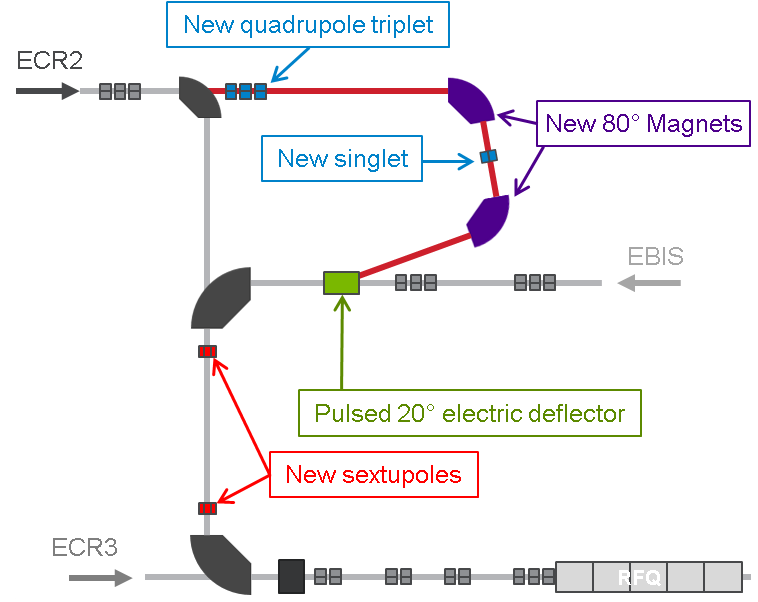 New quadrupole triplet
ECR2
New 80° Magnets
New singlet
EBIS
Pulsed 20° electric deflector
New sextupoles
ECR3
RFQ